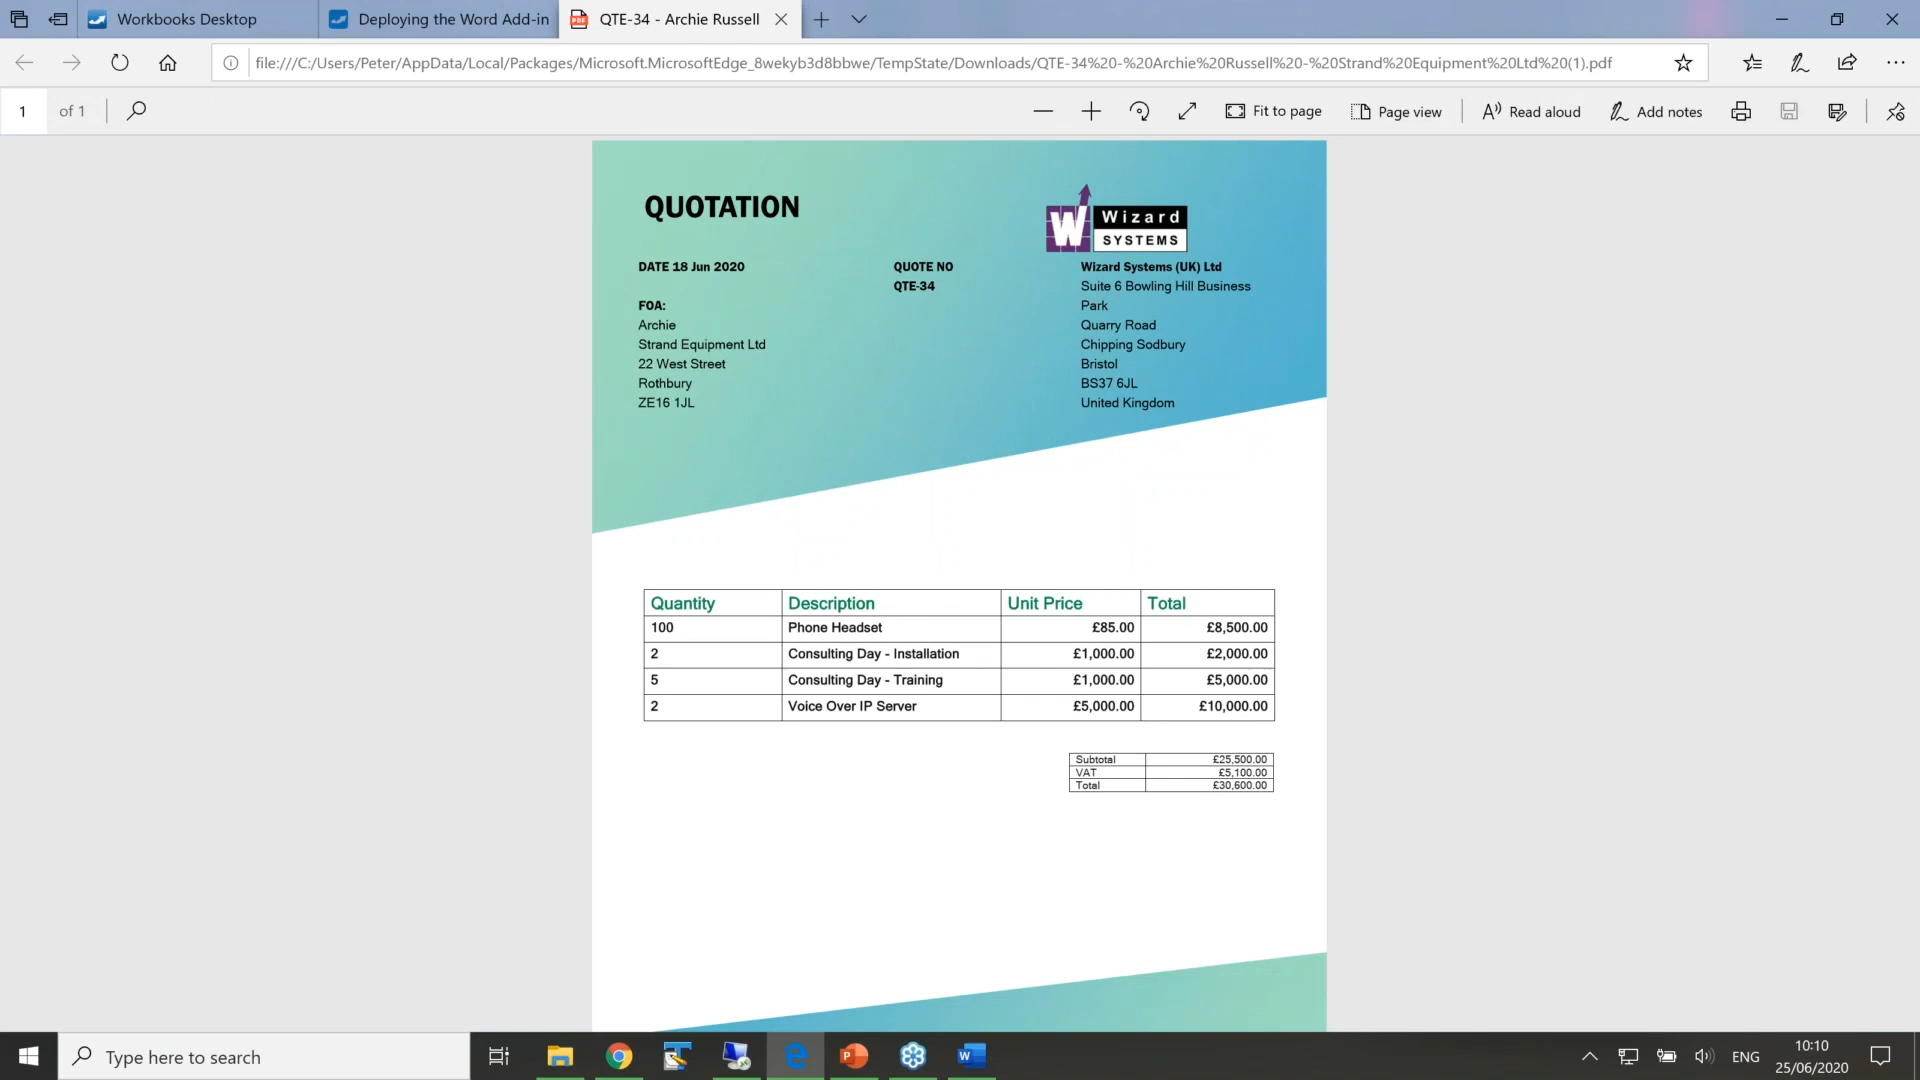 Workbooks Desktop
Deploying the Word Add-in
QTE-34 - Archie Russell
file:///C:/Users/Peter/AppData/Local/Packages/Microsoft.MicrosoftEdge_8wekyb3d8bbwe/TempState/Downloads/QTE-34%20-%20Archie%20Russell%20-%20Strand%20Equipment%20Ltd%20(1).pdf
1 of 1
Fit to page
Page view
Read aloud
Add notes
QUOTATION
W Wizard
SYSTEMS
DATE 18 Jun 2020
QUOTE NO
QTE-34
FOA:
Archie
Strand Equipment Ltd
22 West Street
Rothbury
ZE16 1JL
Wizard Systems (UK) Ltd
Suite 6 Bowling Hill Business
Park
Quarry Road
Chipping Sodbury
Bristol
BS37 6JL
United Kingdom
Quantity Description Unit Price Total
100 Phone Headset £85.00 £8,500.00
2 Consulting Day - Installation £1,000.00 £2,000.00
5 Consulting Day - Training £1,000.00 £5,000.00
2 Voice Over IP Server £5,000.00 £10,000.00
Subtotal £25,500.00
VAT £5,100.00
Total £30,600.00
Type here to search
ENG
10:10
25/06/2020